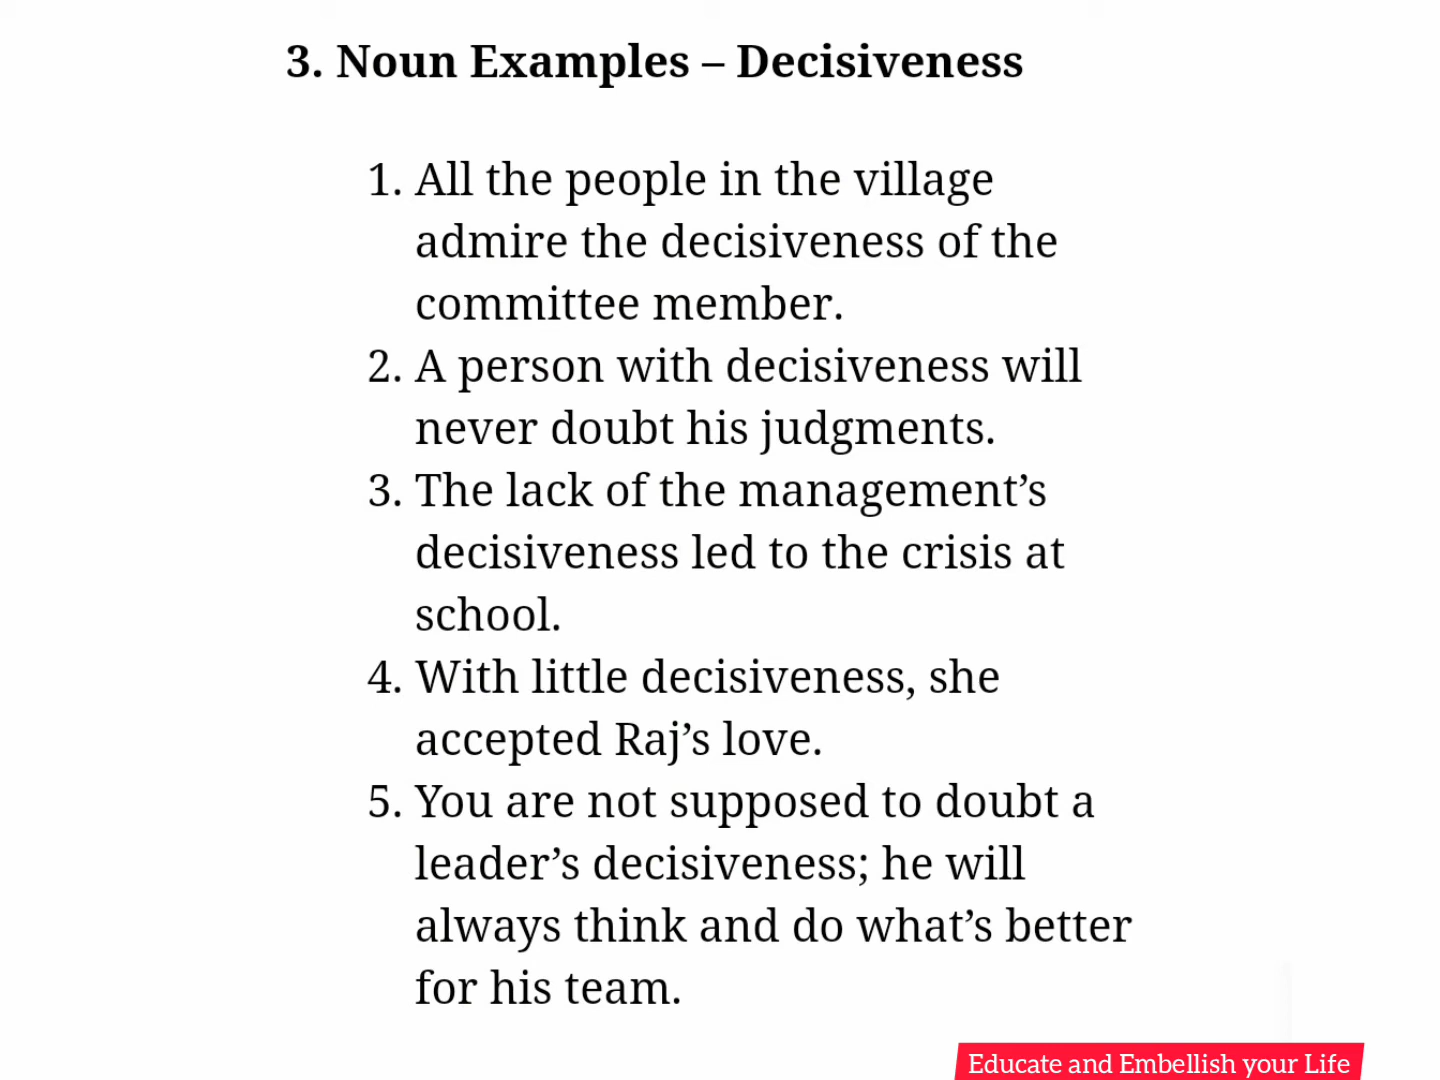 3. Noun Examples – Decisiveness
1. All the people in the village
admire the decisiveness of the
committee member.
2. A person with decisiveness will
never doubt his judgments.
3. The lack of the management’s
decisiveness led to the crisis at
school.
4. With little decisiveness, she
accepted Raj’s love.
5. You are not supposed to doubt a
leader’s decisiveness; he will
always think and do what’s better
for his team.
Educate and Embellish your Life